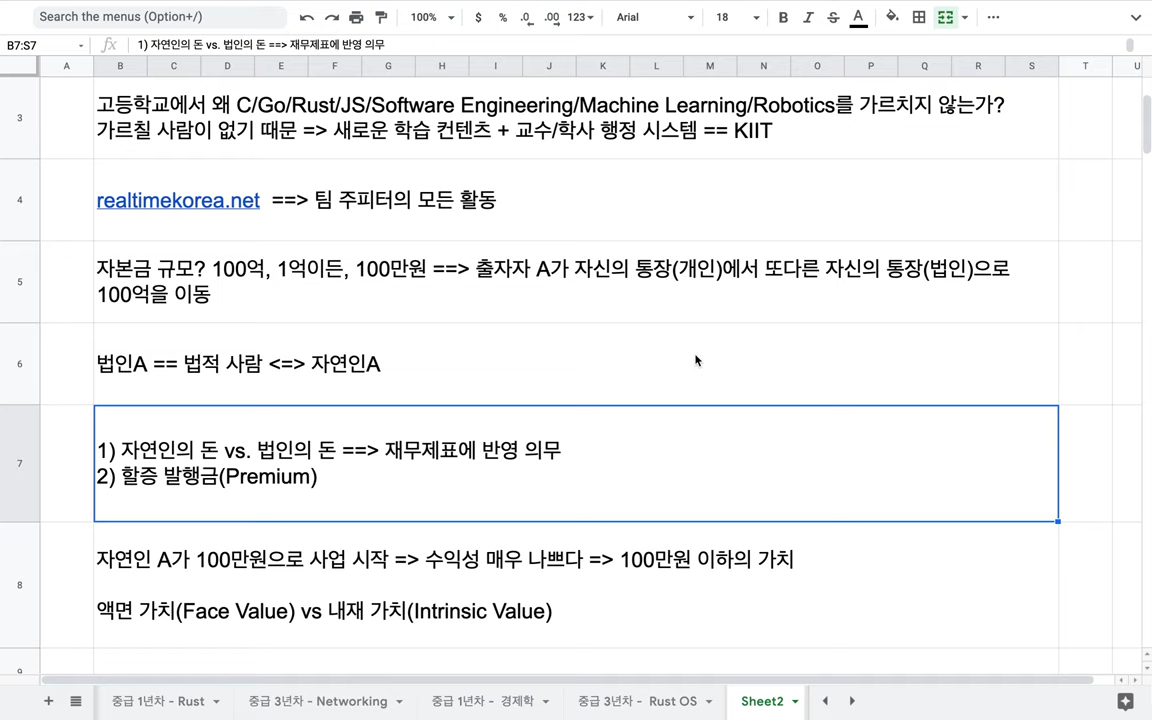 Search the menus (Option+/)
100%
$ % .0 .00 123
Arial
18
B I S A
B7:S7
fx
1) 자연인의 돈 vs. 법인의 돈 ==> 재무제표에 반영 의무
A B C D E F G H I J K L M N O P Q R S T U
3
고등학교에서 왜 C/Go/Rust/JS/Software Engineering/Machine Learning/Robotics를 가르치지 않는가?
가르칠 사람이 없기 때문 => 새로운 학습 컨텐츠 + 교수/학사 행정 시스템 == KIIT
4
realtimekorea.net ==> 팀 주피터의 모든 활동
5
자본금 규모? 100억, 1억이든, 100만원 ==> 출자자 A가 자신의 통장(개인)에서 또다른 자신의 통장(법인)으로
100억을 이동
6
법인A == 법적 사람 <=> 자연인A
7
1) 자연인의 돈 vs. 법인의 돈 ==> 재무제표에 반영 의무
2) 할증 발행금(Premium)
8
자연인 A가 100만원으로 사업 시작 => 수익성 매우 나쁘다 => 100만원 이하의 가치
액면 가치(Face Value) vs 내재 가치(Intrinsic Value)
9
중급 1년차 - Rust
중급 3년차 - Networking
중급 1년차 - 경제학
중급 3년차 - Rust OS
Sheet2